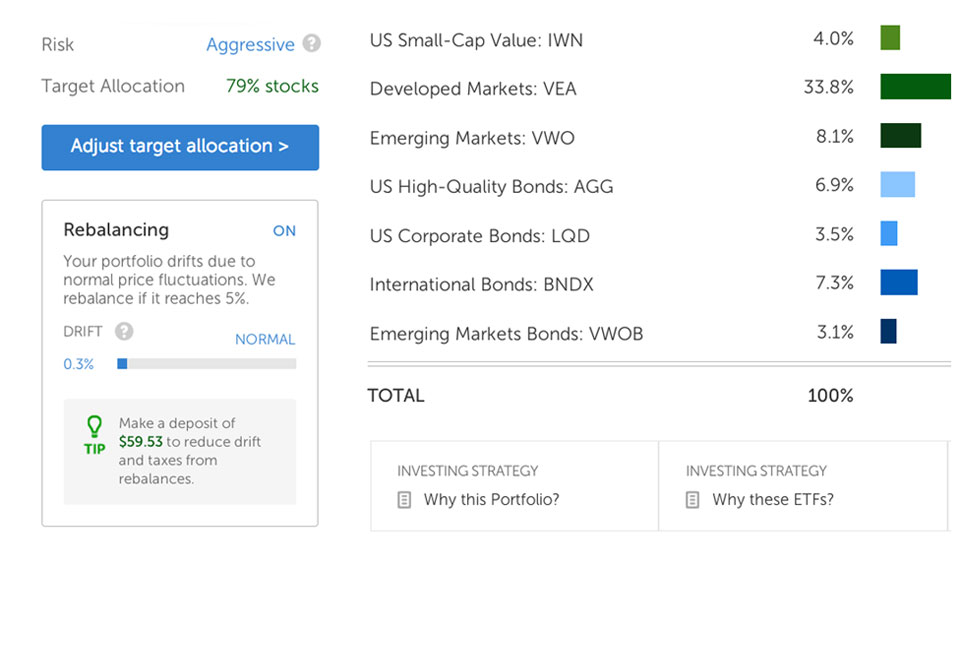 Risk Aggressive ?
Target Allocation 79% stocks
Adjust target allocation >
Rebalancing ON
Your portfolio drifts due to
normal price fluctuations. We
rebalance if it reaches 5%.
DRIFT ? NORMAL
0.3%
TIP
Make a deposit of
$59.53 to reduce drift
and taxes from
rebalances.
US Small-Cap Value: IWN 4.0%
Developed Markets: VEA 33.8%
Emerging Markets: VWO 8.1%
US High-Quality Bonds: AGG 6.9%
US Corporate Bonds: LQD 3.5%
International Bonds: BNDX 7.3%
Emerging Markets Bonds: VWOB 3.1%
TOTAL 100%
INVESTING STRATEGY
Why this Portfolio?
INVESTING STRATEGY
Why these ETFs?